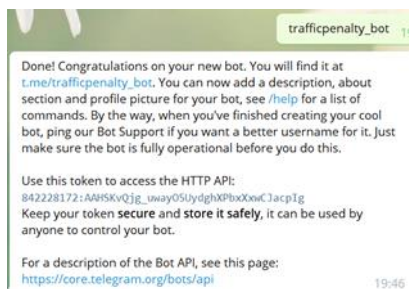 trafficpenalty_bot
Done! Congratulations on your new bot. You will find it at
t.me/trafficpenalty_bot. You can now add a description, about
section and profile picture for your bot, see /help for a list of
commands. By the way, when you've finished creating your cool
bot, ping our Bot Support if you want a better username for it. Just
make sure the bot is fully operational before you do this.
Use this token to access the HTTP API:
Keep your token secure and store it safely, it can be used by
anyone to control your bot.
For a description of the Bot API, see this page:
https://core.telegram.org/bots/api
19:46